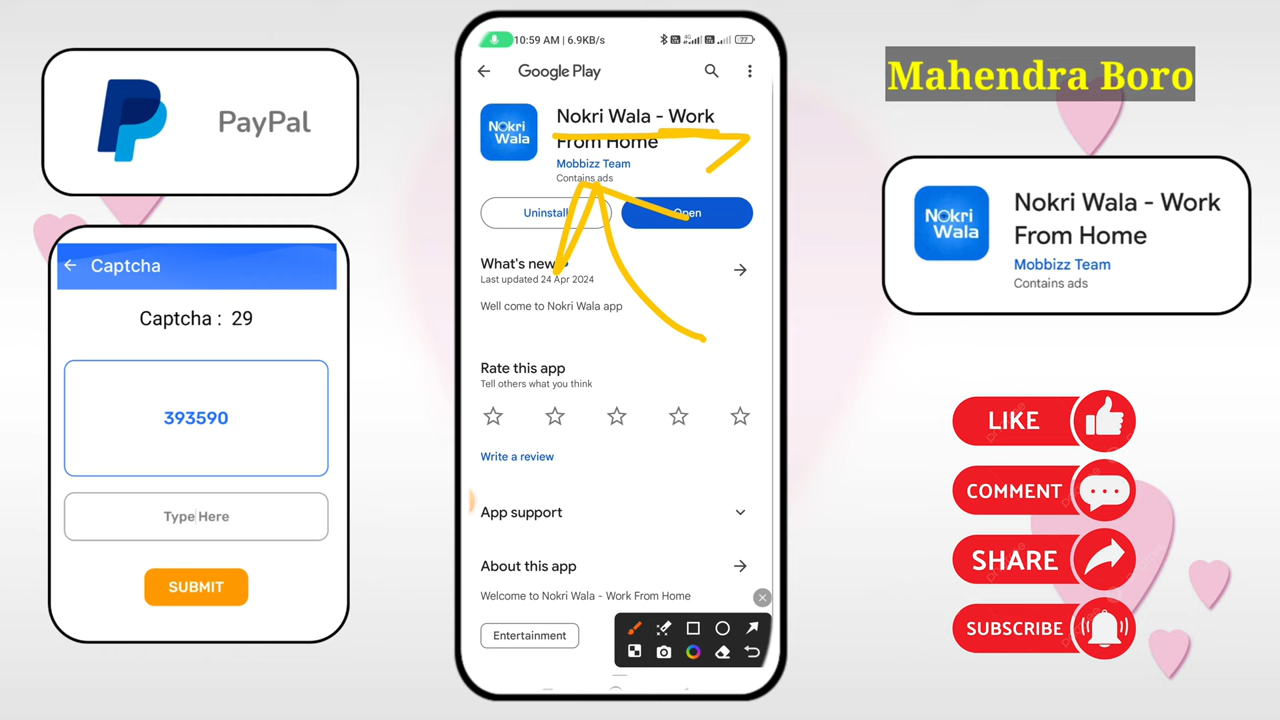 PayPal
Captcha
Captcha : 29
393590
Type Here
SUBMIT
10:59 AM | 6.9KB/s
4G
77
Google Play
Nokri
Wala
Nokri Wala - Work
From Home
Mobbizz Team
Contains ads
Uninstall
Open
What's new
Last updated 24 Apr 2024
Well come to Nokri Wala app
Rate this app
Tell others what you think
Write a review
App support
About this app
Welcome to Nokri Wala - Work From Home
Entertainment
Mahendra Boro
Nokri
Wala
Nokri Wala - Work
From Home
Mobbizz Team
Contains ads
LIKE
COMMENT
SHARE
SUBSCRIBE